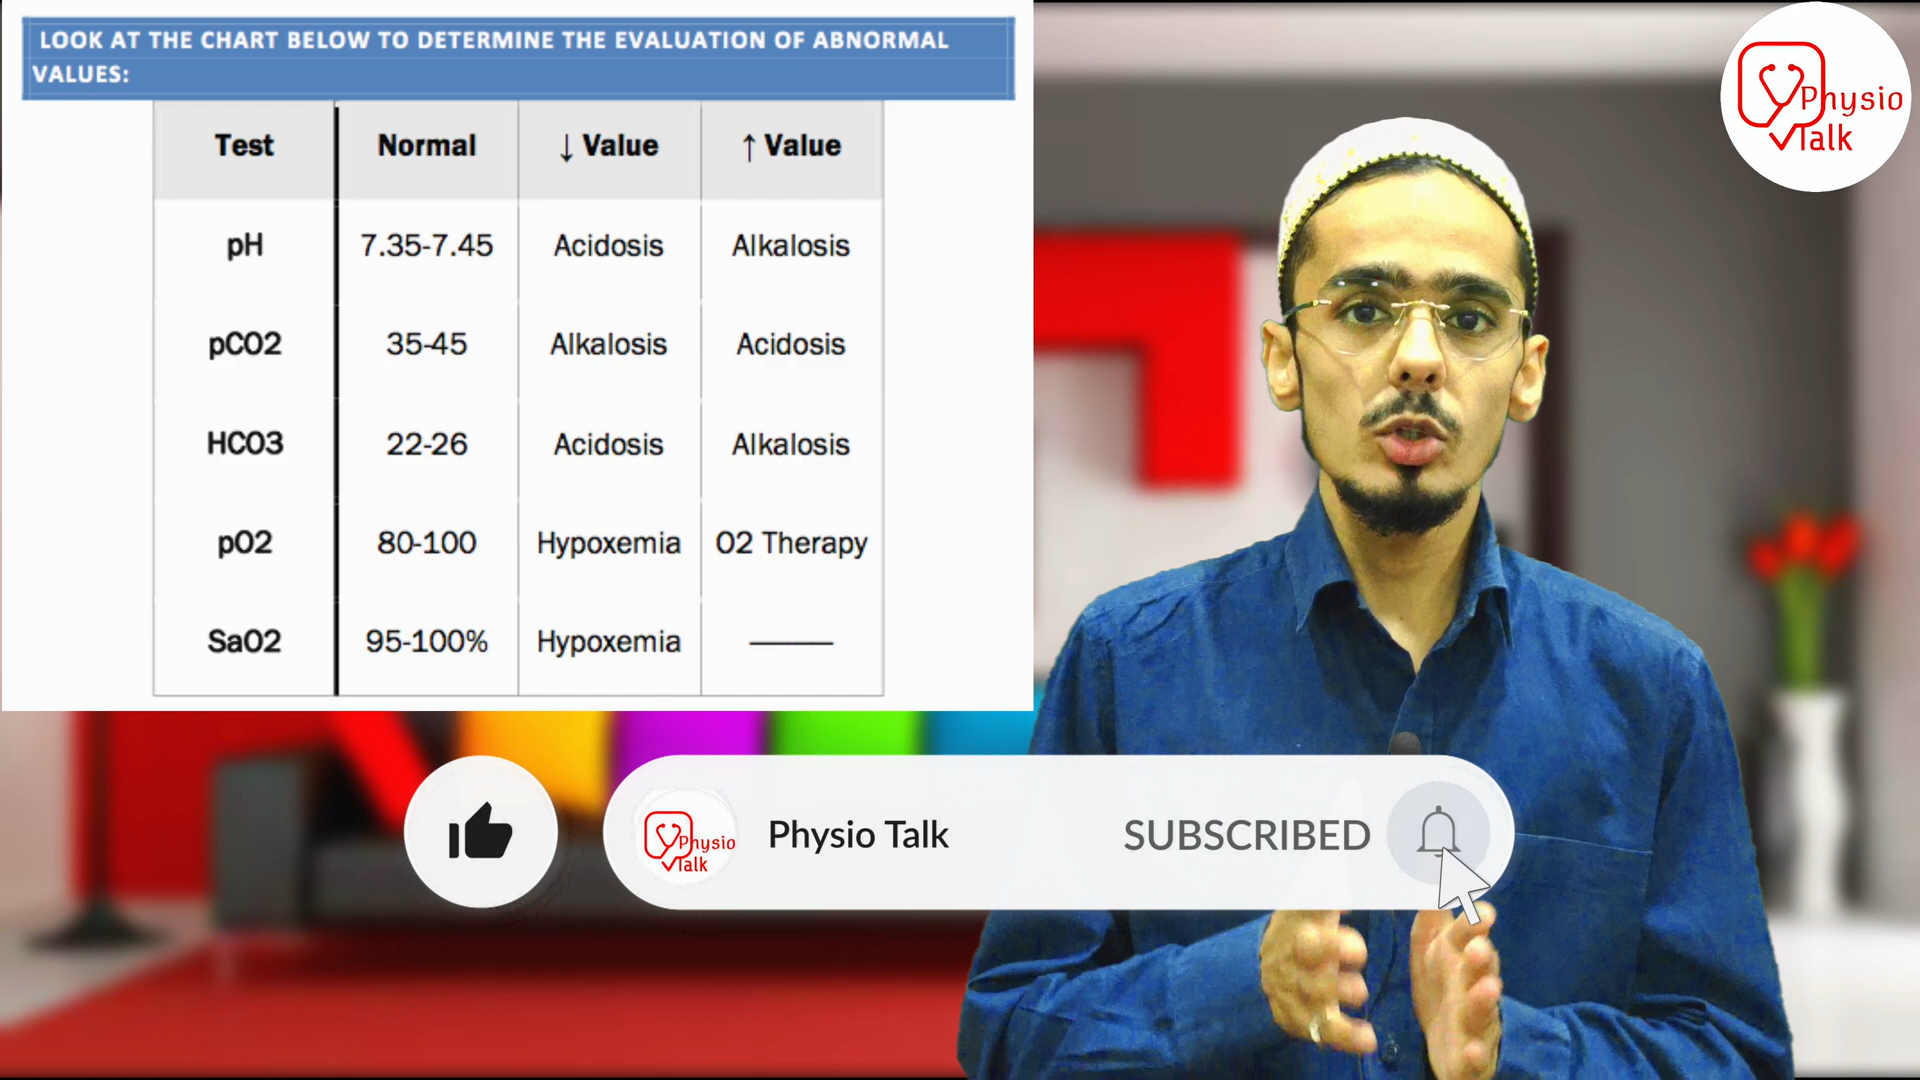 LOOK AT THE CHART BELOW TO DETERMINE THE EVALUATION OF ABNORMAL
VALUES:
Test Normal ↓ Value ↑ Value
pH 7.35-7.45 Acidosis Alkalosis
pCO2 35-45 Alkalosis Acidosis
HCO3 22-26 Acidosis Alkalosis
pO2 80-100 Hypoxemia O2 Therapy
SaO2 95-100% Hypoxemia ———
Physio
Talk
Physio
Talk
Physio Talk SUBSCRIBED